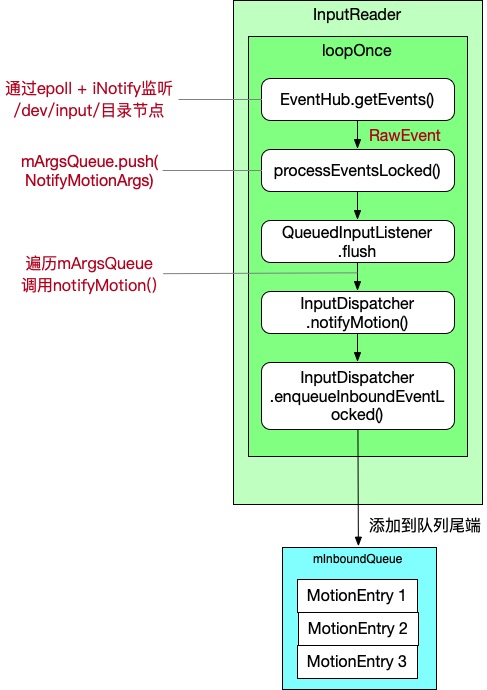 InputReader
loopOnce
通过epoll + iNotify监听
/dev/input/目录节点
EventHub.getEvents()
RawEvent
mArgsQueue.push(
NotifyMotionArgs)
processEventsLocked()
QueuedInputListener
.flush
遍历mArgsQueue
调用notifyMotion()
InputDispatcher
.notifyMotion()
InputDispatcher
.enqueueInboundEventL
ocked()
添加到队列尾端
mInboundQueue
MotionEntry 1
MotionEntry 2
MotionEntry 3